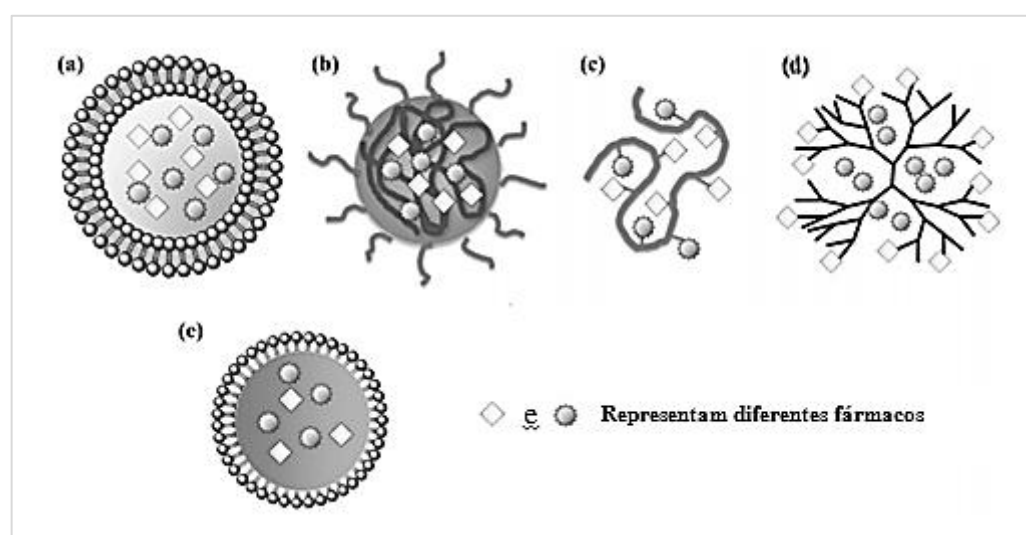 (a)
(b)
(c)
(d)
(e)
e Representam diferentes fármacos